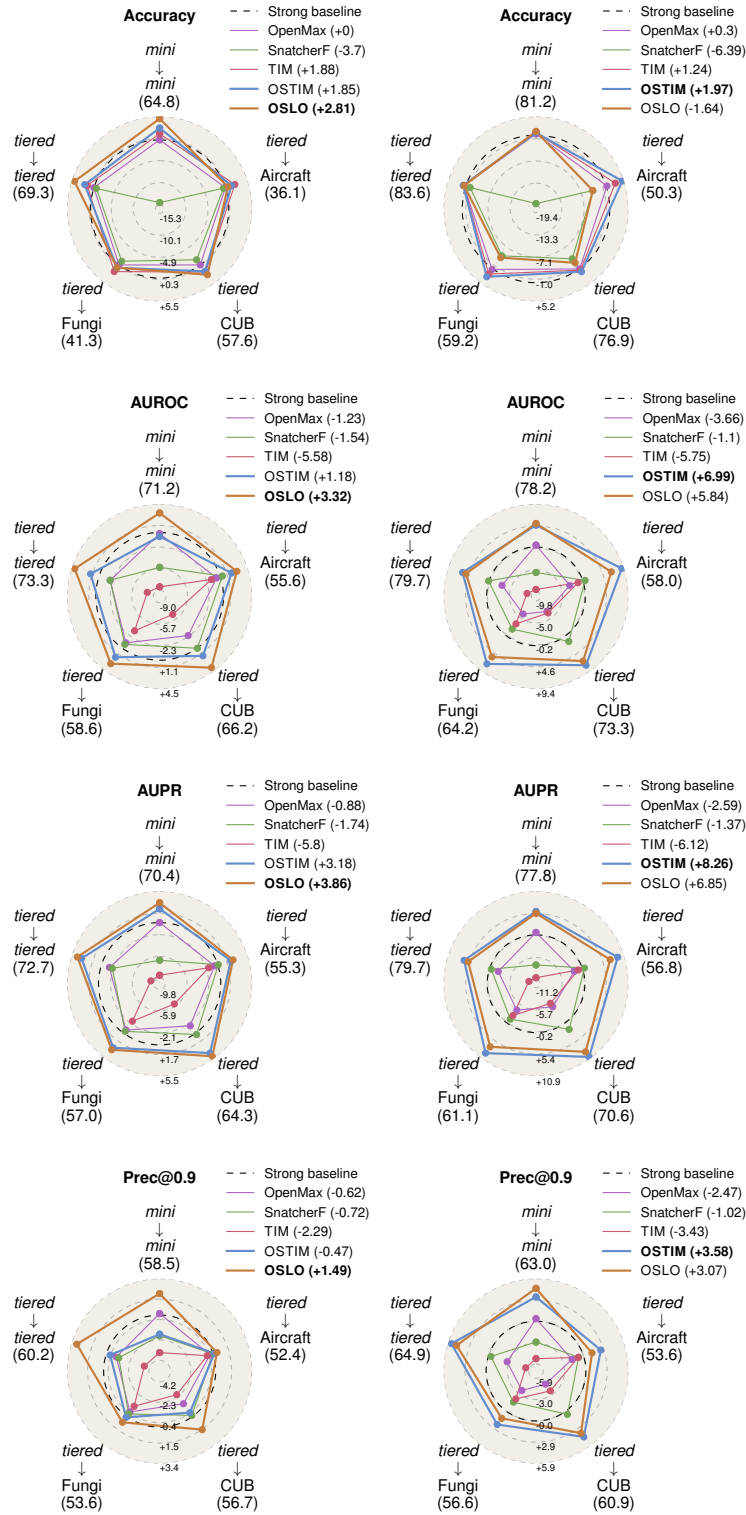 Accuracy
Strong baseline
OpenMax (+0)
SnatcherF (-3.7)
TIM (+1.88)
OSTIM (+1.85)
OSLO (+2.81)
mini
↓
mini
(64.8)
tiered
↓
tiered
(69.3)
tiered
↓
Aircraft
(36.1)
-15.3
-10.1
-4.9
+0.3
+5.5
tiered
↓
Fungi
(41.3)
tiered
↓
CUB
(57.6)
Accuracy
Strong baseline
OpenMax (+0.3)
SnatcherF (-6.39)
TIM (+1.24)
OSTIM (+1.97)
OSLO (-1.64)
mini
↓
mini
(81.2)
tiered
↓
tiered
(83.6)
tiered
↓
Aircraft
(50.3)
-19.4
-13.3
-7.1
-1.0
+5.2
tiered
↓
Fungi
(59.2)
tiered
↓
CUB
(76.9)
AUROC
Strong baseline
OpenMax (-1.23)
SnatcherF (-1.54)
TIM (-5.58)
OSTIM (+1.18)
OSLO (+3.32)
mini
↓
mini
(71.2)
tiered
↓
tiered
(73.3)
tiered
↓
Aircraft
(55.6)
-9.0
-5.7
-2.3
+1.1
+4.5
tiered
↓
Fungi
(58.6)
tiered
↓
CUB
(66.2)
AUROC
Strong baseline
OpenMax (-3.66)
SnatcherF (-1.1)
TIM (-5.75)
OSTIM (+6.99)
OSLO (+5.84)
mini
↓
mini
(78.2)
tiered
↓
tiered
(79.7)
tiered
↓
Aircraft
(58.0)
-9.8
-5.0
-0.2
+4.6
+9.4
tiered
↓
Fungi
(64.2)
tiered
↓
CUB
(73.3)
AUPR
Strong baseline
OpenMax (-0.88)
SnatcherF (-1.74)
TIM (-5.8)
OSTIM (+3.18)
OSLO (+3.86)
mini
↓
mini
(70.4)
tiered
↓
tiered
(72.7)
tiered
↓
Aircraft
(55.3)
-9.8
-5.9
-2.1
+1.7
+5.5
tiered
↓
Fungi
(57.0)
tiered
↓
CUB
(64.3)
AUPR
Strong baseline
OpenMax (-2.59)
SnatcherF (-1.37)
TIM (-6.12)
OSTIM (+8.26)
OSLO (+6.85)
mini
↓
mini
(77.8)
tiered
↓
tiered
(79.7)
tiered
↓
Aircraft
(56.8)
-11.2
-5.7
-0.2
+5.4
+10.9
tiered
↓
Fungi
(61.1)
tiered
↓
CUB
(70.6)
Prec@0.9
Strong baseline
OpenMax (-0.62)
SnatcherF (-0.72)
TIM (-2.29)
OSTIM (-0.47)
OSLO (+1.49)
mini
↓
mini
(58.5)
tiered
↓
tiered
(60.2)
tiered
↓
Aircraft
(52.4)
-4.2
-2.3
-0.4
+1.5
+3.4
tiered
↓
Fungi
(53.6)
tiered
↓
CUB
(56.7)
Prec@0.9
Strong baseline
OpenMax (-2.47)
SnatcherF (-1.02)
TIM (-3.43)
OSTIM (+3.58)
OSLO (+3.07)
mini
↓
mini
(63.0)
tiered
↓
tiered
(64.9)
tiered
↓
Aircraft
(53.6)
-5.9
-3.0
-0.0
+2.9
+5.9
tiered
↓
Fungi
(56.6)
tiered
↓
CUB
(60.9)